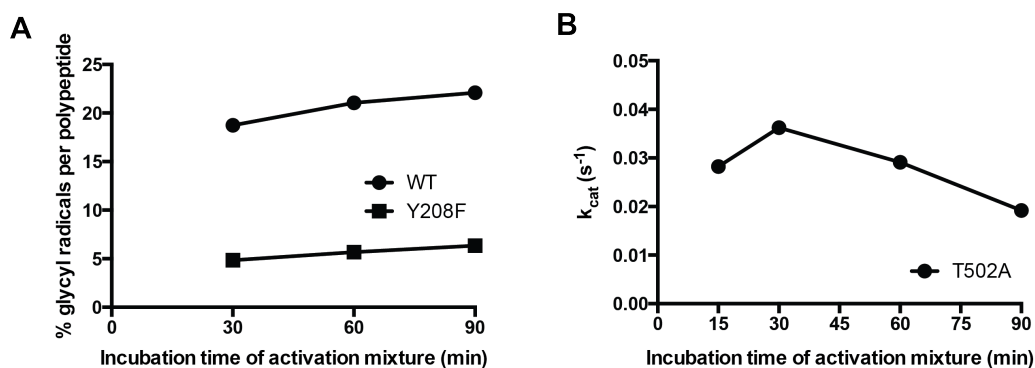 A
% glycyl radicals per polypeptide
25
20
15
10
5
0
0 30 60 90
Incubation time of activation mixture (min)
WT
Y208F
B
k_cat (s⁻¹)
0.05
0.04
0.03
0.02
0.01
0.00
0 15 30 45 60 75 90
Incubation time of activation mixture (min)
T502A